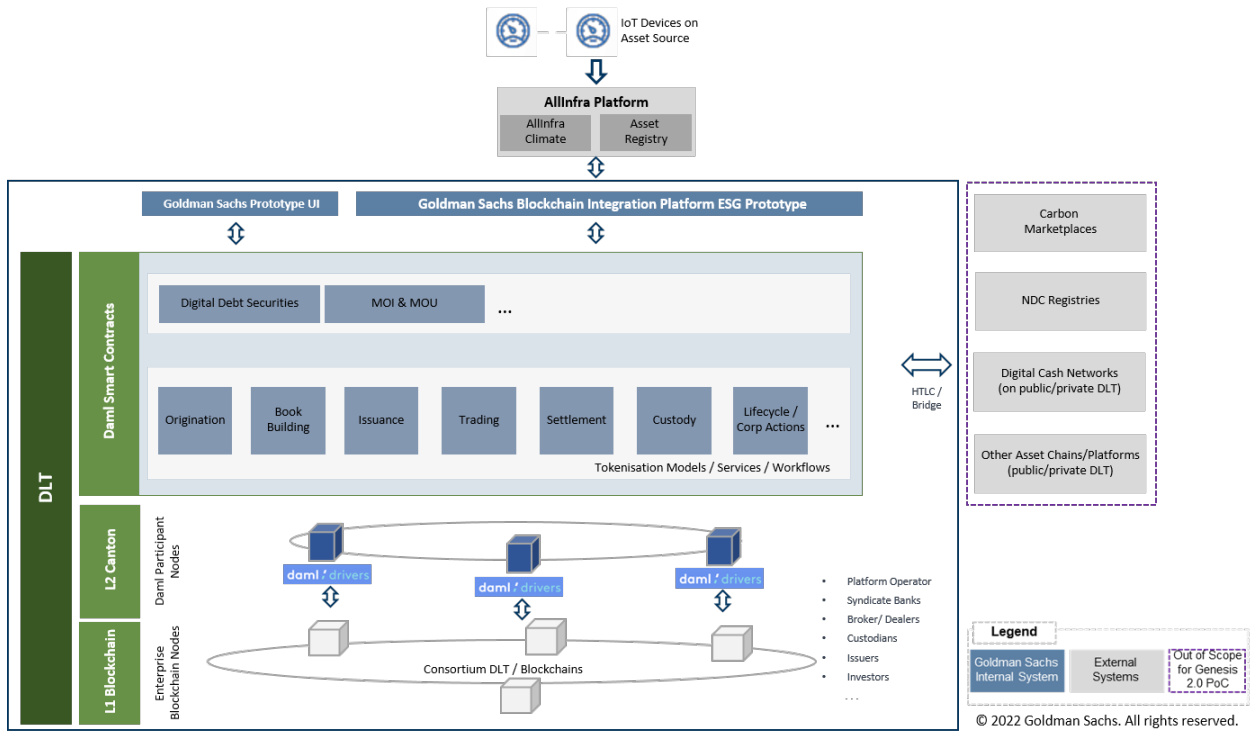 IoT Devices on
Asset Source
AllInfra Platform
AllInfra
Climate
Asset
Registry
Goldman Sachs Prototype UI
Goldman Sachs Blockchain Integration Platform ESG Prototype
DLT
Daml Smart Contracts
Digital Debt Securities
MOI & MOU
...
Origination
Book
Building
Issuance
Trading
Settlement
Custody
Lifecycle /
Corp Actions
...
Tokenisation Models / Services / Workflows
HTLC /
Bridge
Carbon
Marketplaces
NDC Registries
Digital Cash Networks
(on public/private DLT)
Other Asset Chains/Platforms
(public/private DLT)
L2 Canton
Daml Participant
Nodes
daml drivers
daml drivers
daml drivers
L1 Blockchain
Enterprise
Blockchain Nodes
Consortium DLT / Blockchains
• Platform Operator
• Syndicate Banks
• Broker/ Dealers
• Custodians
• Issuers
• Investors
...
Legend
Goldman Sachs
Internal System
External
Systems
Out of Scope
for Genesis
2.0 PoC
© 2022 Goldman Sachs. All rights reserved.